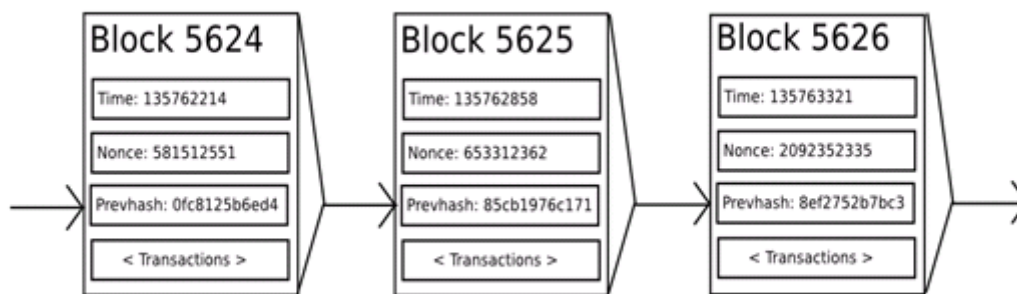 Block 5624
Time: 135762214
Nonce: 581512551
Prevhash: 0fc8125b6ed4
< Transactions >
Block 5625
Time: 135762858
Nonce: 653312362
Prevhash: 85cb1976c171
< Transactions >
Block 5626
Time: 135763321
Nonce: 2092352335
Prevhash: 8ef2752b7bc3
< Transactions >